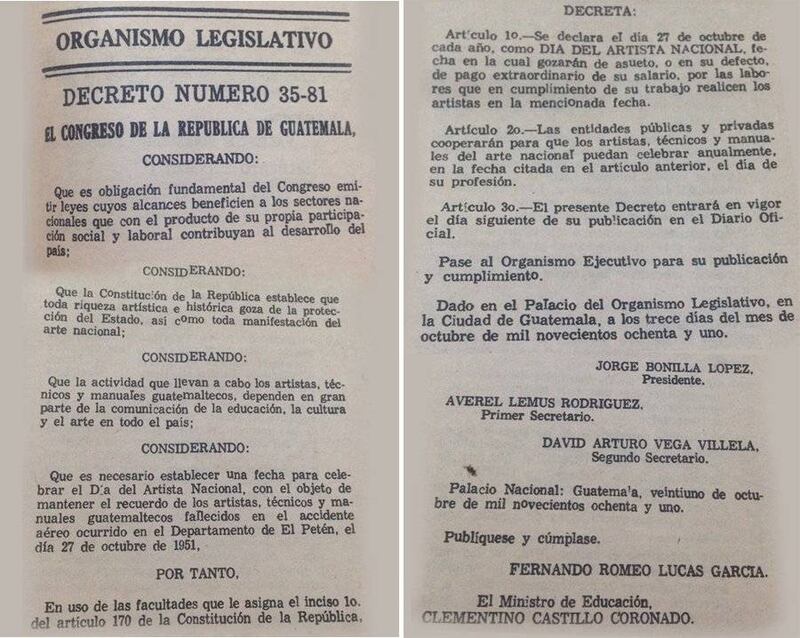 ORGANISMO LEGISLATIVO
DECRETO NUMERO 35-81
EL CONGRESO DE LA REPUBLICA DE GUATEMALA,
CONSIDERANDO:
Que es obligación fundamental del Congreso emi-
tir leyes cuyos alcances beneficien a los sectores na-
cionales que con el producto de su propia participa-
ción social y laboral contribuyan al desarrollo del
país;
CONSIDERANDO:
Que la Constitución de la República establece que
toda riqueza artística e histórica goza de la protec-
ción del Estado, así como toda manifestación del
arte nacional;
CONSIDERANDO:
Que la actividad que llevan a cabo los artistas, téc-
nicos y manuales guatemaltecos, dependen en gran
parte de la comunicación de la educación, la cultura
y el arte en todo el país;
CONSIDERANDO:
Que es necesario establecer una fecha para cele-
brar el Día del Artista Nacional, con el objeto de
mantener el recuerdo de los artistas, técnicos y ma-
nuales guatemaltecos fallecidos en el accidente
aéreo ocurrido en el Departamento de El Petén, el
día 27 de octubre de 1951,
POR TANTO,
En uso de las facultades que le asigna el inciso 1o.
del artículo 170 de la Constitución de la República,
DECRETA:
Artículo 1o.—Se declara el día 27 de octubre de
cada año, como DIA DEL ARTISTA NACIONAL, fe-
cha en la cual gozarán de asueto, o en su defecto,
de pago extraordinario de su salario, por las labo-
res que en cumplimiento de su trabajo realicen los
artistas en la mencionada fecha.
Artículo 2o.—Las entidades públicas y privadas
cooperarán para que los artistas, técnicos y manua-
les del arte nacional puedan celebrar anualmente,
en la fecha citada en el artículo anterior, el día de
su profesión.
Artículo 3o.—El presente Decreto entrará en vigor
el día siguiente de su publicación en el Diario Ofi-
cial.
Pase al Organismo Ejecutivo para su publicación
y cumplimiento.
Dado en el Palacio del Organismo Legislativo, en
la Ciudad de Guatemala, a los trece días del mes de
octubre de mil novecientos ochenta y uno.
JORGE BONILLA LOPEZ,
Presidente.
AVEREL LEMUS RODRIGUEZ,
Primer Secretario.
DAVID ARTURO VEGA VILLELA,
Segundo Secretario.
Palacio Nacional: Guatemala, veintiuno de octu-
bre de mil novecientos ochenta y uno.
Publíquese y cúmplase.
FERNANDO ROMEO LUCAS GARCIA.
El Ministro de Educación,
CLEMENTINO CASTILLO CORONADO.